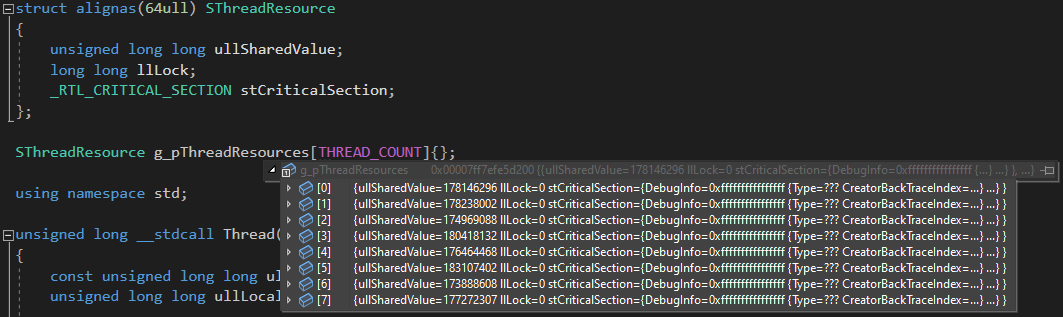 struct alignas(64ull) SThreadResource
{
unsigned long long ullSharedValue;
long long llLock;
_RTL_CRITICAL_SECTION stCriticalSection;
};
SThreadResource g_pThreadResources[THREAD_COUNT]{};
g_pThreadResources 0x00007ff7efe5d200 {{ullSharedValue=178146296 llLock=0 stCriticalSection={DebugInfo=0xffffffffffffffff {...} ...} }, ...}
using namespace std;
[0] {ullSharedValue=178146296 llLock=0 stCriticalSection={DebugInfo=0xffffffffffffffff {Type=??? CreatorBackTraceIndex=...} ...} }
[1] {ullSharedValue=178238002 llLock=0 stCriticalSection={DebugInfo=0xffffffffffffffff {Type=??? CreatorBackTraceIndex=...} ...} }
[2] {ullSharedValue=174969088 llLock=0 stCriticalSection={DebugInfo=0xffffffffffffffff {Type=??? CreatorBackTraceIndex=...} ...} }
[3] {ullSharedValue=180418132 llLock=0 stCriticalSection={DebugInfo=0xffffffffffffffff {Type=??? CreatorBackTraceIndex=...} ...} }
[4] {ullSharedValue=176464468 llLock=0 stCriticalSection={DebugInfo=0xffffffffffffffff {Type=??? CreatorBackTraceIndex=...} ...} }
[5] {ullSharedValue=183107402 llLock=0 stCriticalSection={DebugInfo=0xffffffffffffffff {Type=??? CreatorBackTraceIndex=...} ...} }
[6] {ullSharedValue=173888608 llLock=0 stCriticalSection={DebugInfo=0xffffffffffffffff {Type=??? CreatorBackTraceIndex=...} ...} }
[7] {ullSharedValue=177272307 llLock=0 stCriticalSection={DebugInfo=0xffffffffffffffff {Type=??? CreatorBackTraceIndex=...} ...} }
unsigned long __stdcall Thread(
{
const unsigned long long ul
unsigned long long ullLoca